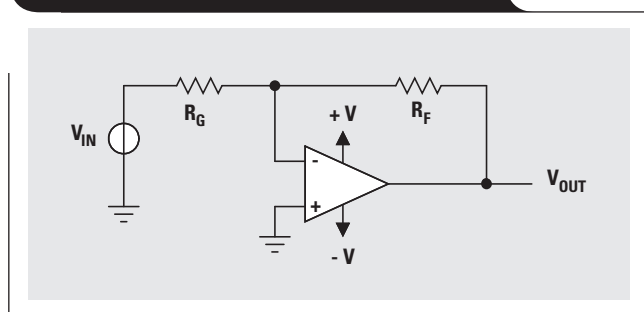 R_G
R_F
+ V
V_IN
-
V_OUT
+
- V